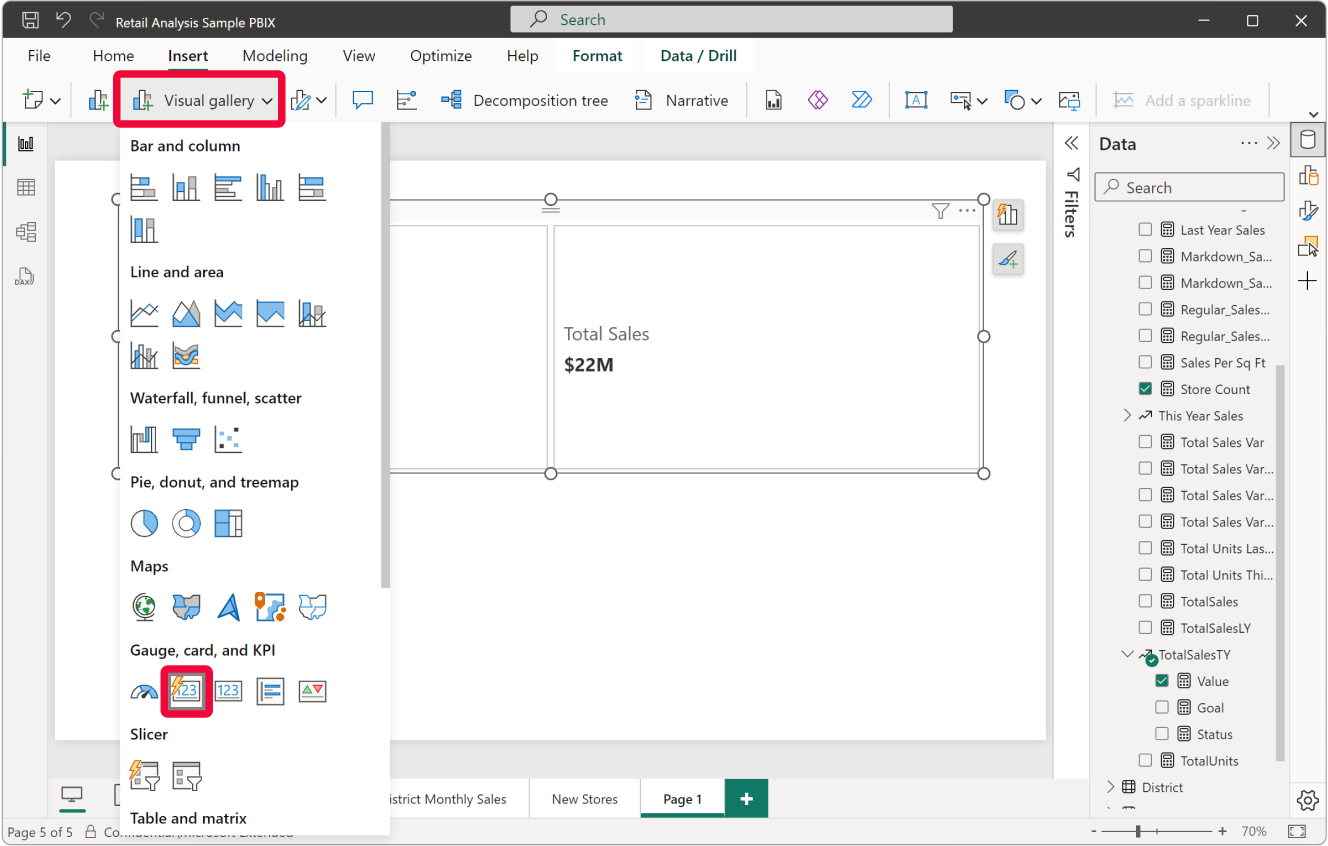 Retail Analysis Sample PBIX
Search
File Home Insert Modeling View Optimize Help Format Data / Drill
Visual gallery Decomposition tree Narrative A Add a sparkline
Bar and column
Line and area
Waterfall, funnel, scatter
Pie, donut, and treemap
Maps
Gauge, card, and KPI
123 123
Slicer
Table and matrix
DAX
Total Sales
$22M
Filters
Data
Search
Last Year Sales
Markdown_Sa...
Markdown_Sa...
Regular_Sales...
Regular_Sales...
Sales Per Sq Ft
Store Count
This Year Sales
Total Sales Var
Total Sales Var...
Total Sales Var...
Total Sales Var...
Total Units Las...
Total Units Thi...
TotalSales
TotalSalesLY
TotalSalesTY
Value
Goal
Status
TotalUnits
District
istrict Monthly Sales New Stores Page 1 +
Page 5 of 5 - + 70%